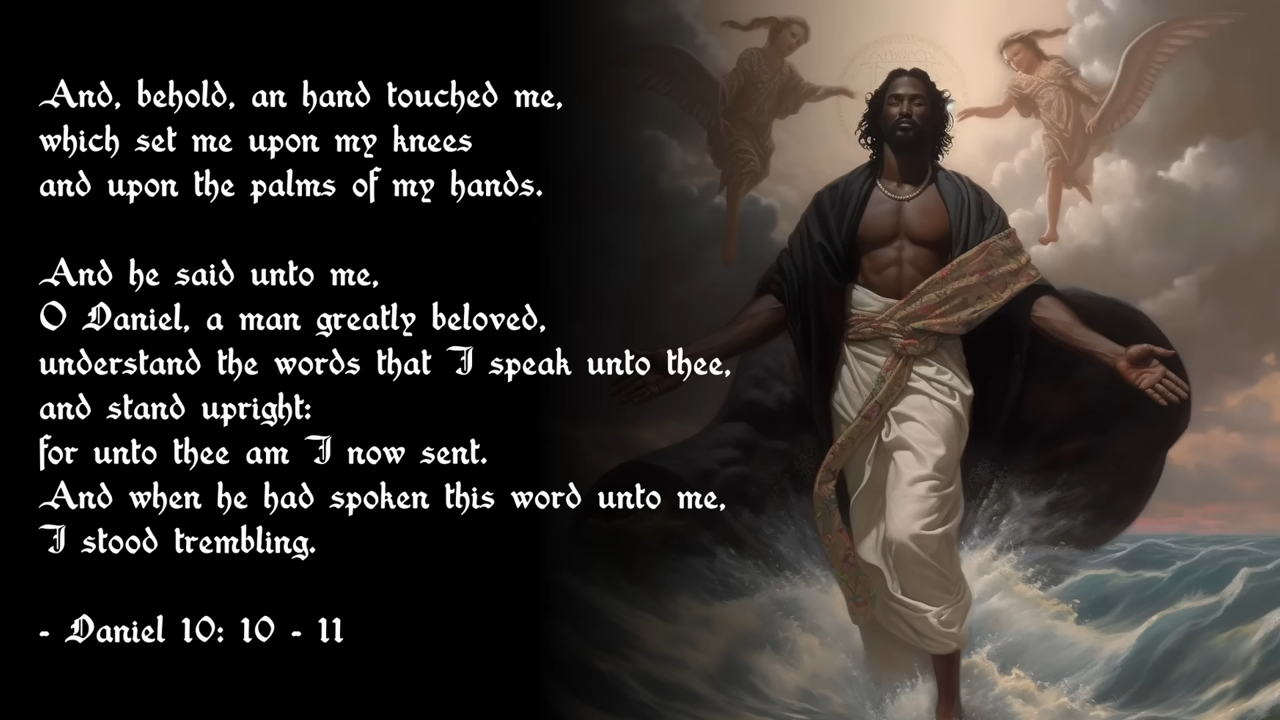 And, behold, an hand touched me,
which set me upon my knees
and upon the palms of my hands.
And he said unto me,
O Daniel, a man greatly beloved,
understand the words that I speak unto thee,
and stand upright:
for unto thee am I now sent.
And when he had spoken this word unto me,
I stood trembling.
- Daniel 10: 10 - 11